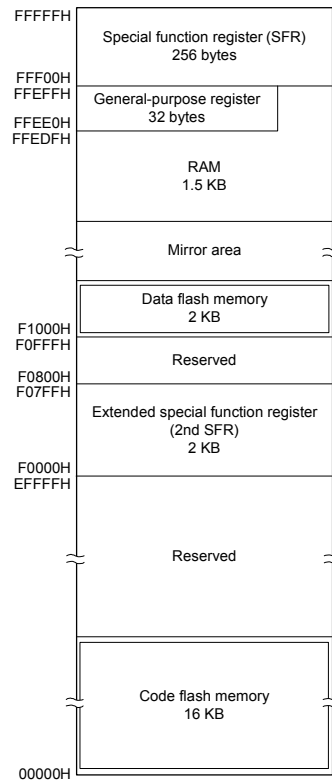 FFFFFH
Special function register (SFR)
256 bytes
FFF00H
FFEFFH
General-purpose register
32 bytes
FFEE0H
FFEDFH
RAM
1.5 KB
Mirror area
Data flash memory
2 KB
F1000H
F0FFFH
Reserved
F0800H
F07FFH
Extended special function register
(2nd SFR)
2 KB
F0000H
EFFFFH
Reserved
Code flash memory
16 KB
00000H